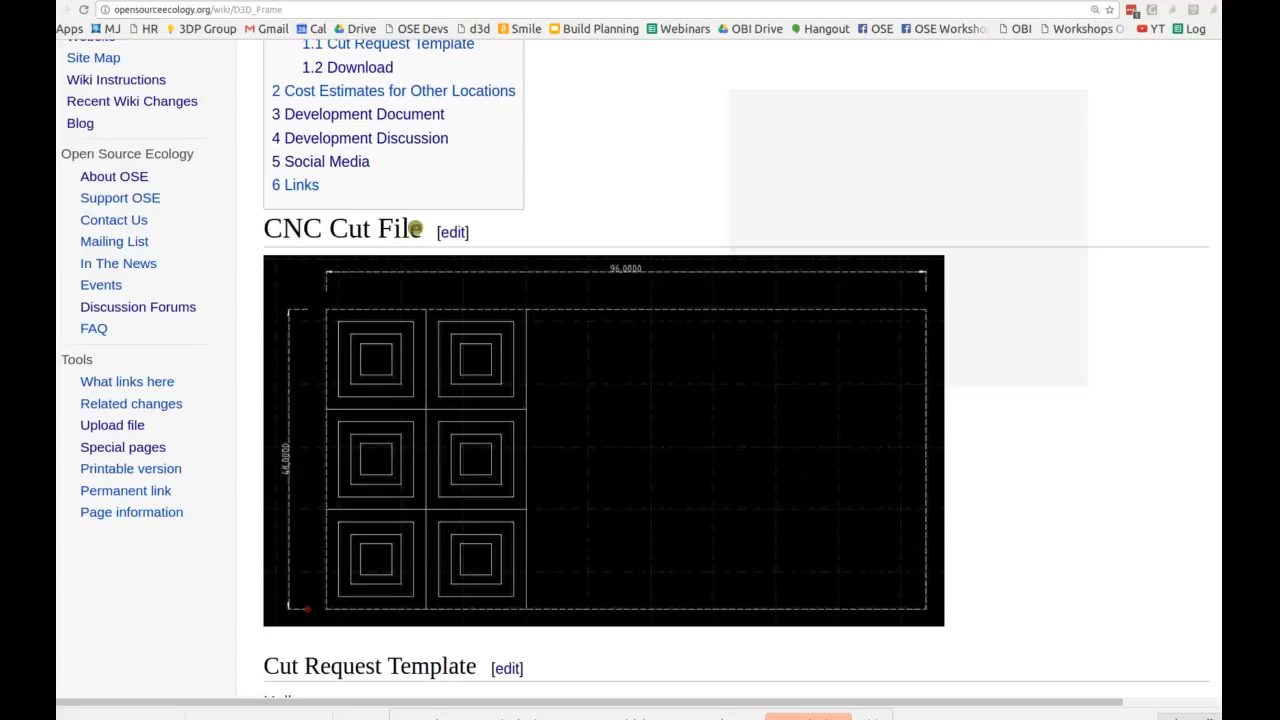 opensourceecology.org/wiki/D3D_Frame
Apps MJ HR 3DP Group Gmail Cal Drive OSE Devs d3d Smile Build Planning Webinars OBI Drive Hangout OSE OSE Worksho OBI Workshops O YT Log
Site Map
Wiki Instructions
Recent Wiki Changes
Blog
Open Source Ecology
About OSE
Support OSE
Contact Us
Mailing List
In The News
Events
Discussion Forums
FAQ
Tools
What links here
Related changes
Upload file
Special pages
Printable version
Permanent link
Page information
1.1 Cut Request Template
1.2 Download
2 Cost Estimates for Other Locations
3 Development Document
4 Development Discussion
5 Social Media
6 Links
CNC Cut File [edit]
96,0000
48,0000
Cut Request Template [edit]